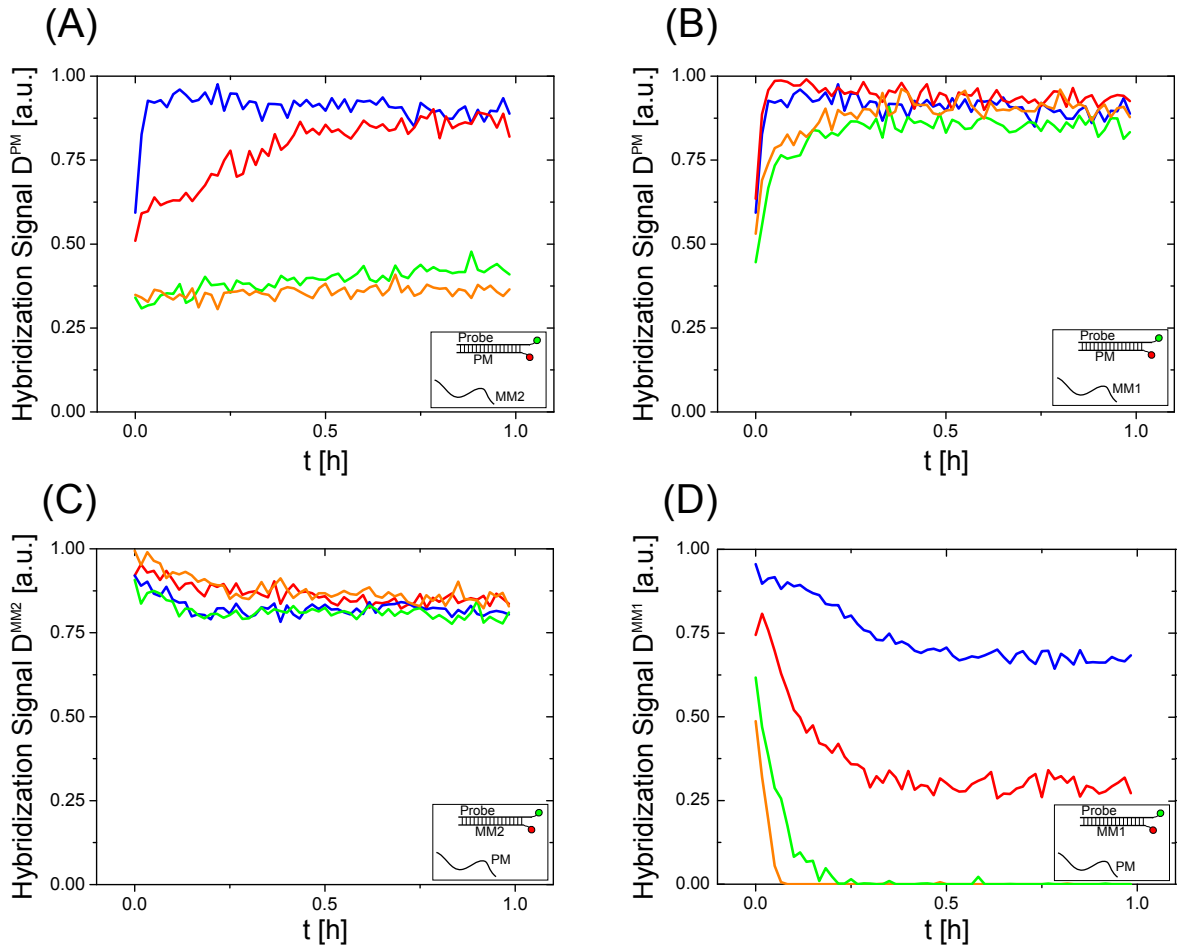 (A)
Hybridization Signal D^PM [a.u.]
1.00
0.75
0.50
0.25
0.00
0.0
0.5
1.0
t [h]
Probe
PM
MM2
(B)
Hybridization Signal D^PM [a.u.]
1.00
0.75
0.50
0.25
0.00
0.0
0.5
1.0
t [h]
Probe
PM
MM1
(C)
Hybridization Signal D^MM2 [a.u.]
1.00
0.75
0.50
0.25
0.00
0.0
0.5
1.0
t [h]
Probe
MM2
PM
(D)
Hybridization Signal D^MM1 [a.u.]
1.00
0.75
0.50
0.25
0.00
0.0
0.5
1.0
t [h]
Probe
MM1
PM